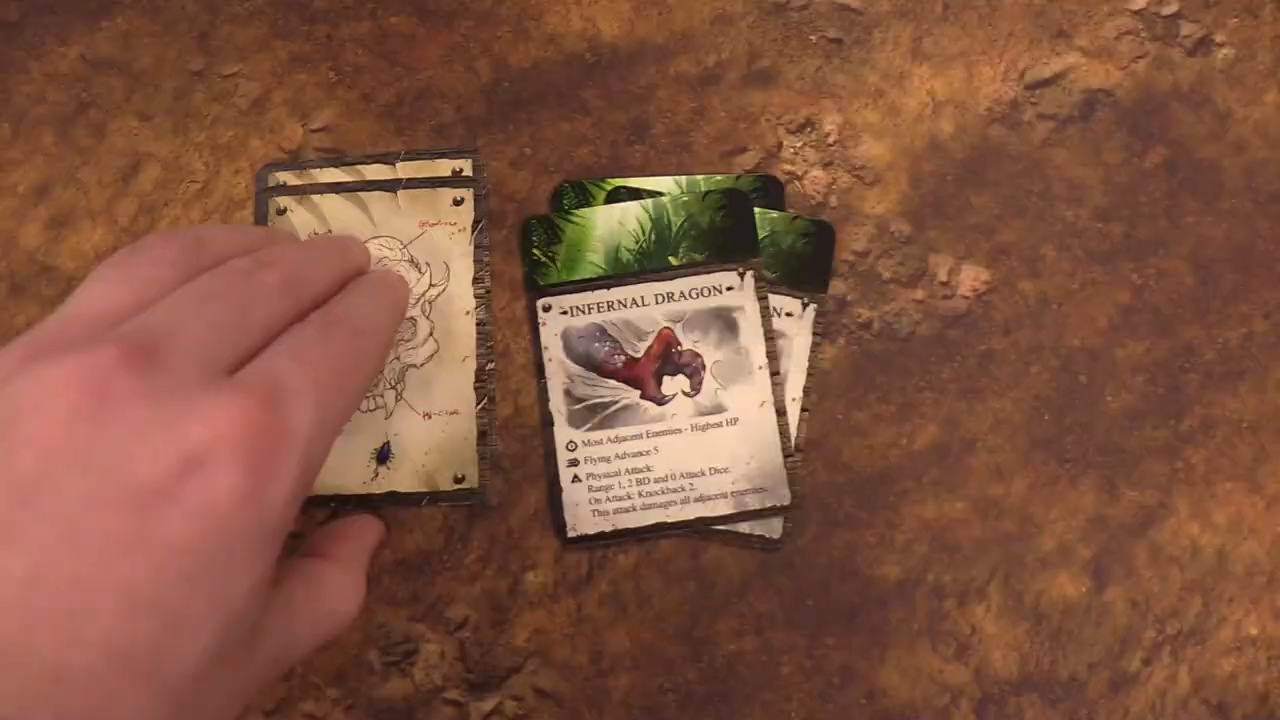 INFERNAL DRAGON
Most Adjacent Enemies - Highest HP
Flying Advance 5
Physical Attack:
Range 1, 2 BD and 0 Attack Dice.
On Attack: Knockback 2.
This attack damages all adjacent enemies.
N